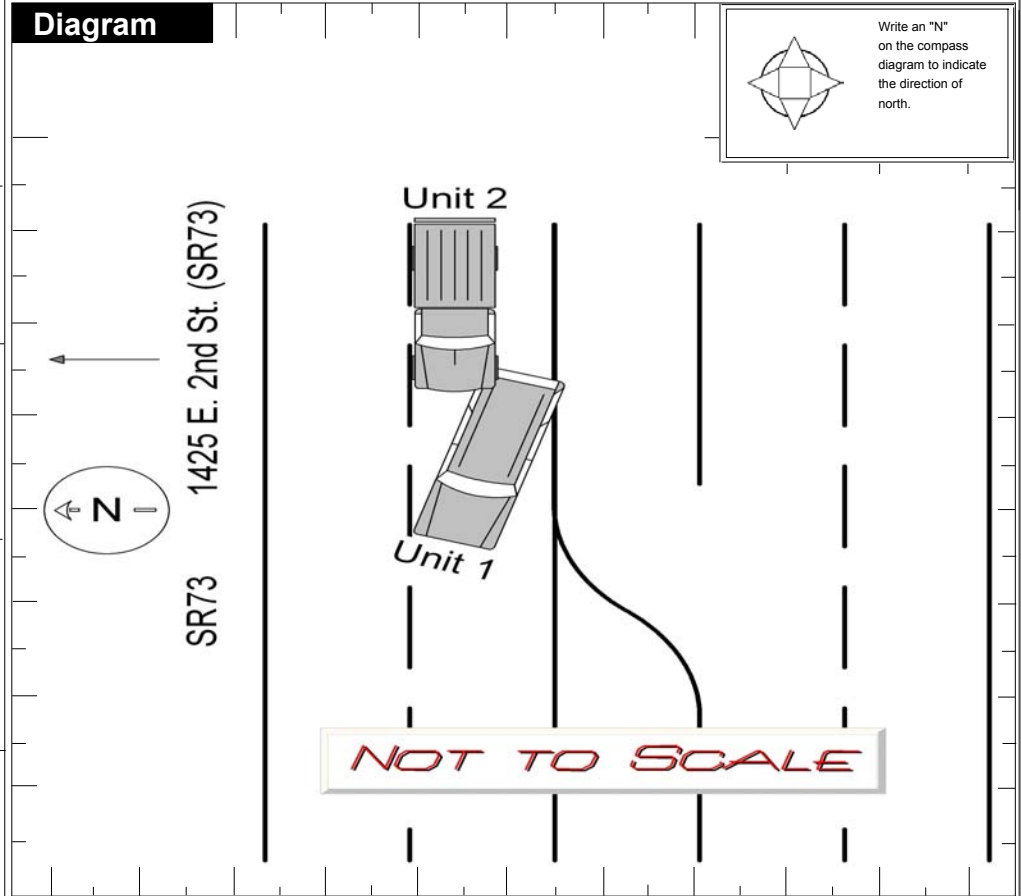 Diagram
Write an "N"
on the compass
diagram to indicate
the direction of
north.
Unit 2
1425 E. 2nd St. (SR73)
N
Unit 1
SR73
NOT TO SCALE